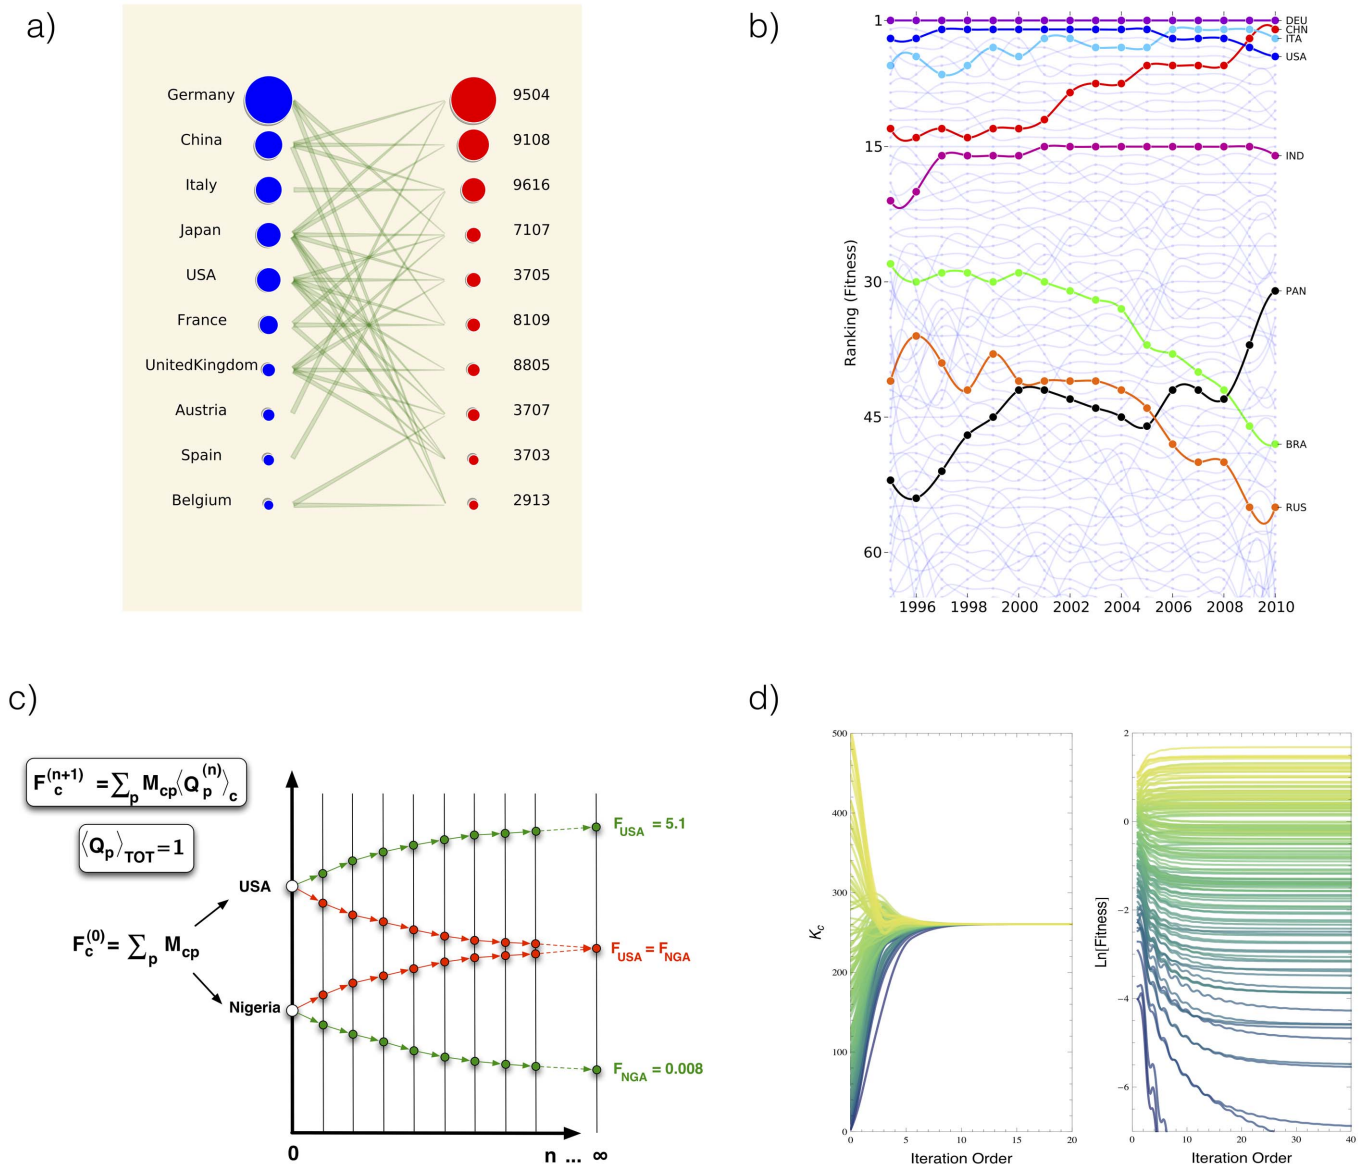 a)
Germany 9504
China 9108
Italy 9616
Japan 7107
USA 3705
France 8109
UnitedKingdom 8805
Austria 3707
Spain 3703
Belgium 2913
b)
Ranking (Fitness)
1
15
30
45
60
DEU
CHN
ITA
USA
IND
PAN
BRA
RUS
1996 1998 2000 2002 2004 2006 2008 2010
c)
F_c^(n+1) = ∑_p M_cp⟨Q_p^(n)⟩_c
⟨Q_p⟩_TOT = 1
F_c^(0) = ∑_p M_cp
USA
Nigeria
F_USA = 5.1
F_USA = F_NGA
F_NGA = 0.008
0 n ... ∞
d)
K_c
500
400
300
200
100
0
0 5 10 15 20
Iteration Order
Ln[Fitness]
2
0
−2
−4
−6
0 10 20 30 40
Iteration Order